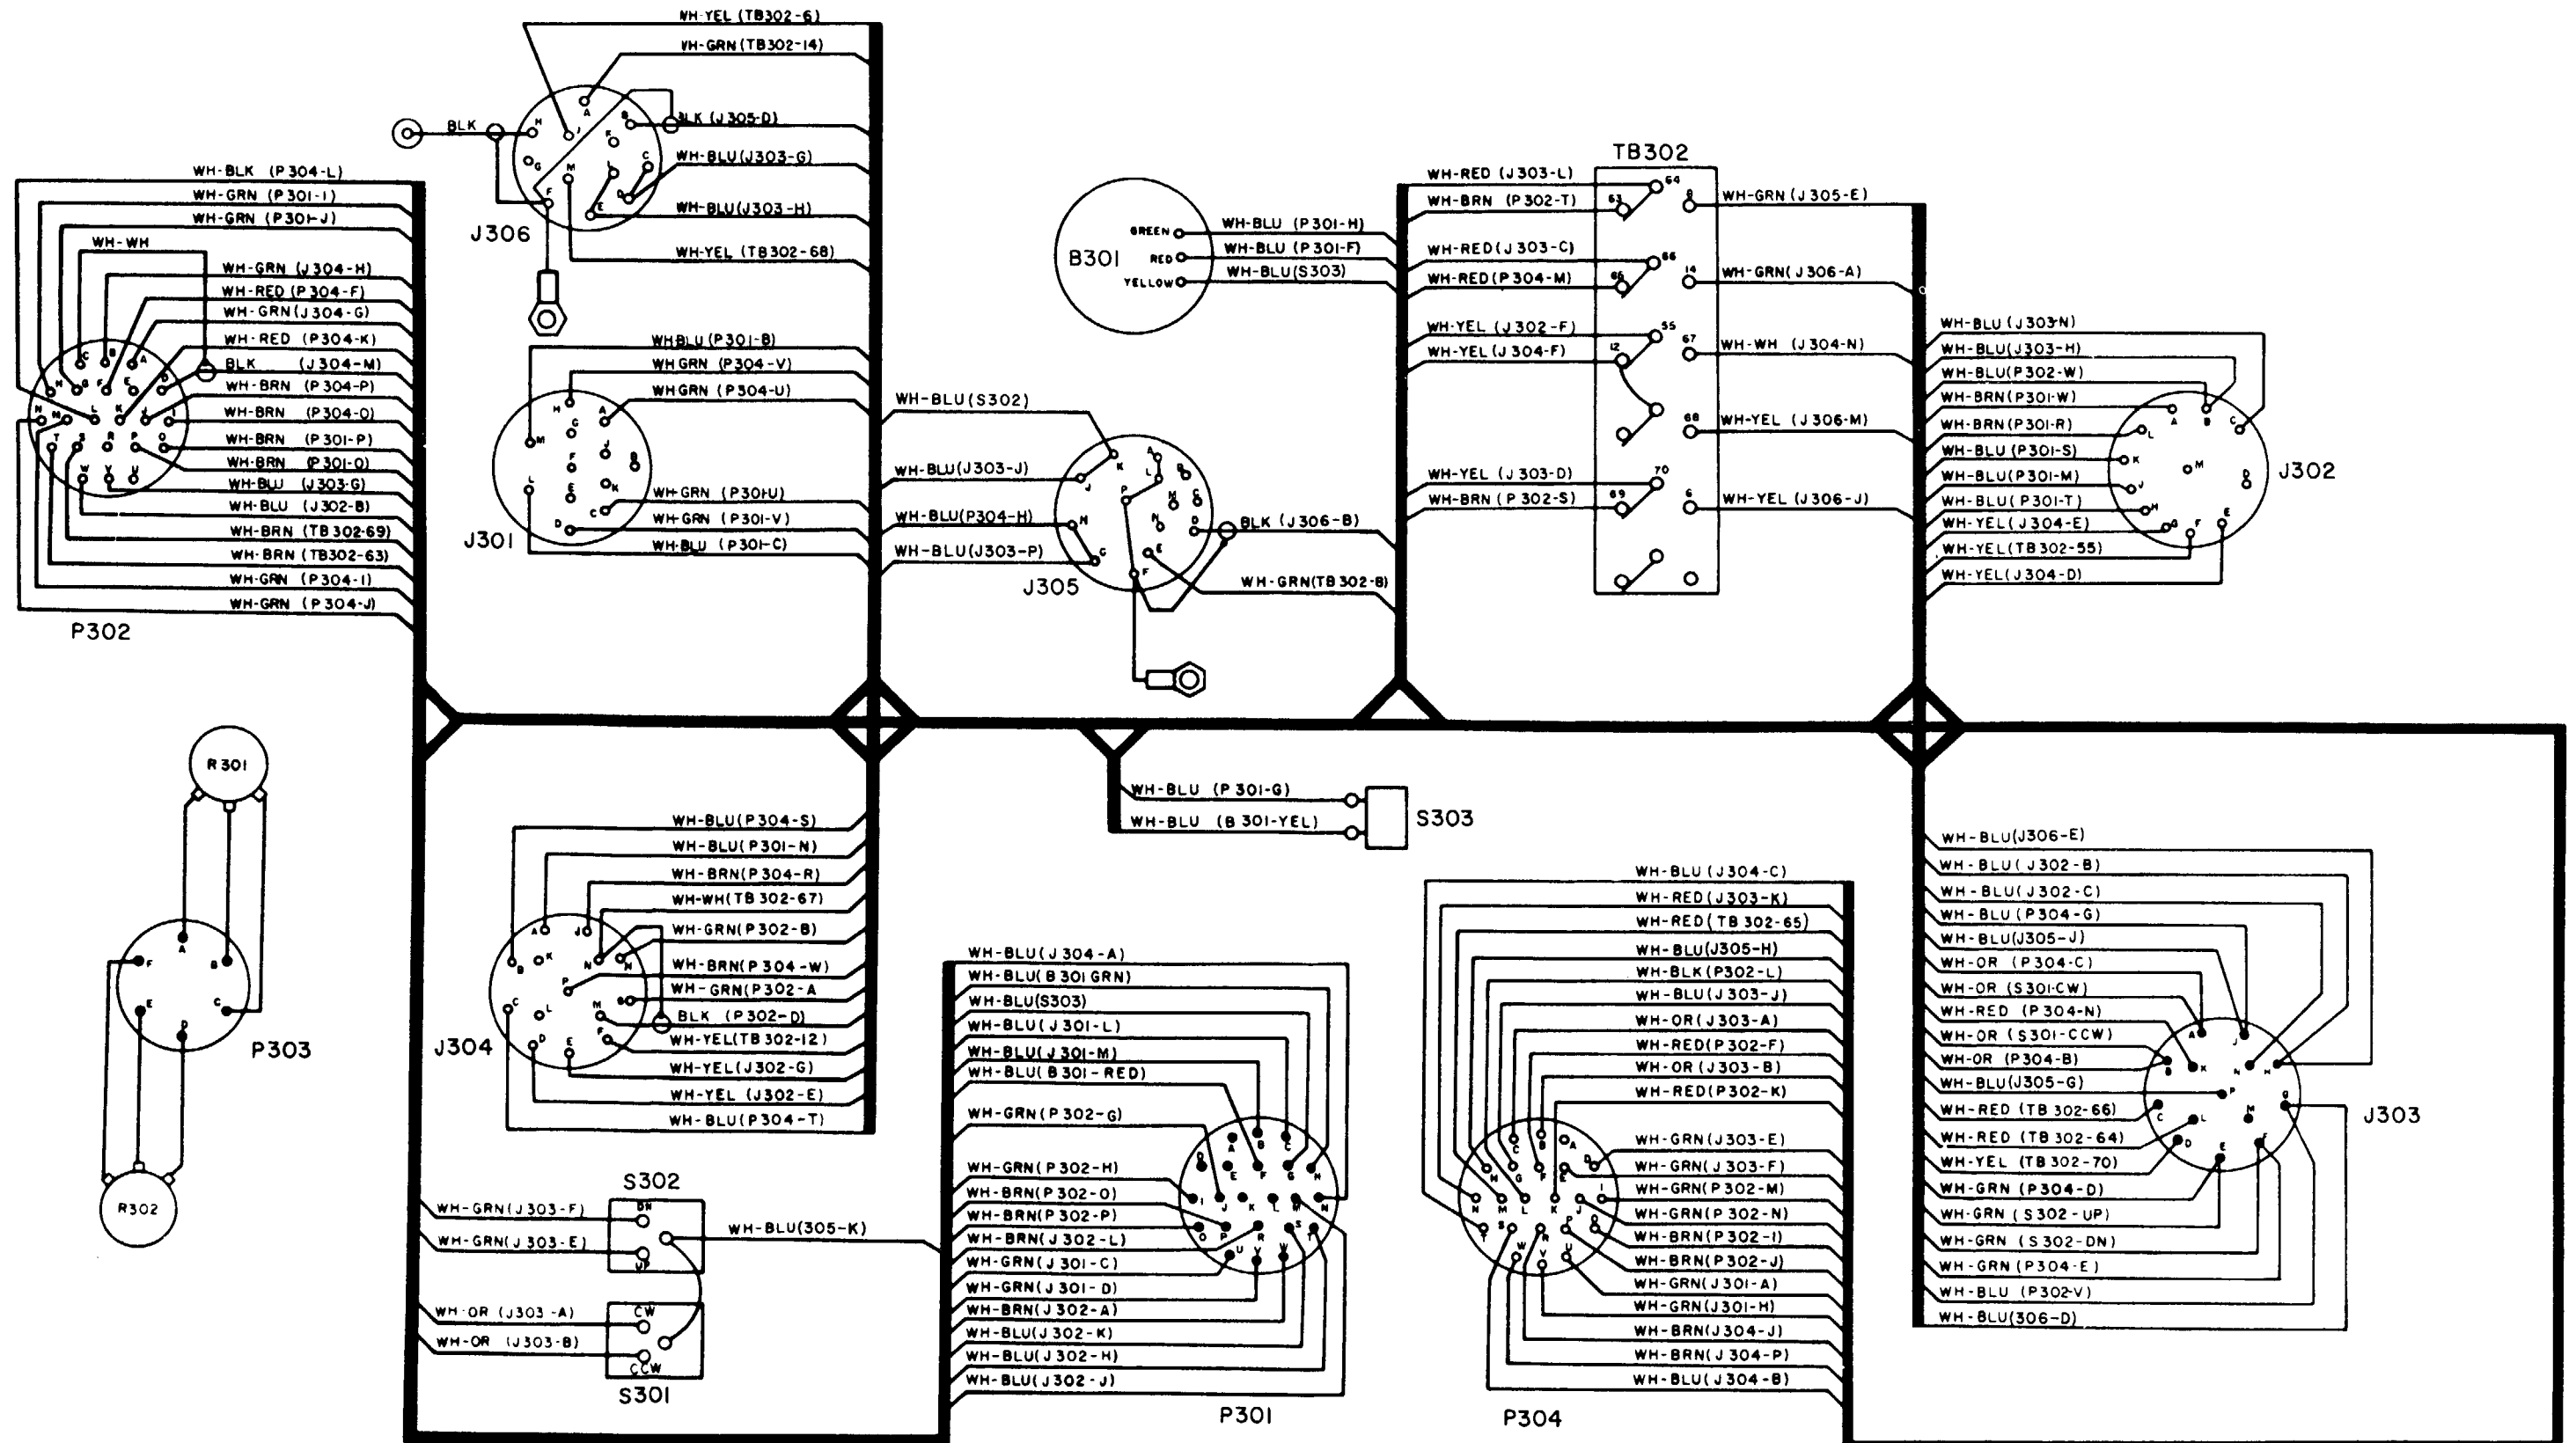 WH-YEL (TB302-6)
WH-GRN (TB302-14)
BLK
BLK (J305-D)
WH-BLU (J303-G)
WH-BLU (J303-H)
WH-YEL (TB302-68)
H
J
A
B
K
G
M
L
C
D
F
E
J306
WH-BLK (P304-L)
WH-GRN (P301-I)
WH-GRN (P301-J)
WH-WH
WH-GRN (J304-H)
WH-RED (P304-F)
WH-GRN (J304-G)
WH-RED (P304-K)
BLK (J304-M)
WH-BRN (P304-P)
WH-BRN (P304-O)
WH-BRN (P301-P)
WH-BRN (P301-O)
WH-BLU (J303-G)
WH-BLU (J302-B)
WH-BRN (TB302-69)
WH-BRN (TB302-63)
WH-GRN (P304-I)
WH-GRN (P304-J)
C B A
H G F E D
N M L K J I
T S R P O
W V U
P302
WHBLU (P301-B)
WHGRN (P304-V)
WHGRN (P304-U)
WH-GRN (P301-U)
WH-GRN (P301-V)
WH-BLU (P301-C)
H A
G
M J
F B
L E K
C
D
J301
GREEN
RED
YELLOW
B301
WH-BLU (P301-H)
WH-BLU (P301-F)
WH-BLU (S303)
WH-BLU (S302)
WH-BLU (J303-J)
WH-BLU (P304-H)
WH-BLU (J303-P)
BLK (J306-B)
WH-GRN (TB302-8)
K A
L B
J P M C
H N D
G E
F
J305
TB302
WH-RED (J303-L)
WH-BRN (P302-T)
WH-RED (J303-C)
WH-RED (P304-M)
WH-YEL (J302-F)
WH-YEL (J304-F)
WH-YEL (J303-D)
WH-BRN (P302-S)
64
63 8
66
65 14
55
12 67
68
70
69 6
WH-GRN (J305-E)
WH-GRN (J306-A)
WH-WH (J304-N)
WH-YEL (J306-M)
WH-YEL (J306-J)
WH-BLU (J303-N)
WH-BLU (J303-H)
WH-BLU (P302-W)
WH-BRN (P301-W)
WH-BRN (P301-R)
WH-BLU (P301-S)
WH-BLU (P301-M)
WH-BLU (P301-T)
WH-YEL (J304-E)
WH-YEL (TB302-55)
WH-YEL (J304-D)
A B C
L
K M D
J
H G F E
J302
R301
A
F B
E C
D
P303
R302
WH-BLU (P304-S)
WH-BLU (P301-N)
WH-BRN (P304-R)
WH-WH (TB302-67)
WH-GRN (P302-B)
WH-BRN (P304-W)
WH-GRN (P302-A
BLK (P302-D)
WH-YEL (TB302-12)
WH-YEL (J302-G)
WH-YEL (J302-E)
WH-BLU (P304-T)
A J
B K N H
P G
C L M
D E F
J304
WH-BLU (P301-G)
WH-BLU (B301-YEL)
S303
S302
DN
UP
WH-GRN (J303-F)
WH-GRN (J303-E)
WH-BLU (305-K)
WH-OR (J303-A)
WH-OR (J303-B)
CW
CCW
S301
WH-BLU (J304-A)
WH-BLU (B301 GRN)
WH-BLU (S303)
WH-BLU (J301-L)
WH-BLU (J301-M)
WH-BLU (B301-RED)
WH-GRN (P302-G)
WH-GRN (P302-H)
WH-BRN (P302-O)
WH-BRN (P302-P)
WH-BRN (J302-L)
WH-GRN (J301-C)
WH-GRN (J301-D)
WH-BRN (J302-A)
WH-BLU (J302-K)
WH-BLU (J302-H)
WH-BLU (J302-J)
A B C
D E F G H
I J K L M N
O P R S T
U V W
P301
WH-BLU (J304-C)
WH-RED (J303-K)
WH-RED (TB302-65)
WH-BLU (J305-H)
WH-BLK (P302-L)
WH-BLU (J303-J)
WH-OR (J303-A)
WH-RED (P302-F)
WH-OR (J303-B)
WH-RED (P302-K)
WH-GRN (J303-E)
WH-GRN (J303-F)
WH-GRN (P302-M)
WH-GRN (P302-N)
WH-BRN (P302-I)
WH-BRN (P302-J)
WH-GRN (J301-A)
WH-GRN (J301-H)
WH-BRN (J304-J)
WH-BRN (J304-P)
WH-BLU (J304-B)
C B A
H G F E D
N M L K J I
T S R P O
W V U
P304
WH-BLU (J306-E)
WH-BLU (J302-B)
WH-BLU (J302-C)
WH-BLU (P304-G)
WH-BLU (J305-J)
WH-OR (P304-C)
WH-OR (S301-CW)
WH-RED (P304-N)
WH-OR (S301-CCW)
WH-OR (P304-B)
WH-BLU (J305-G)
WH-RED (TB302-66)
WH-RED (TB302-64)
WH-YEL (TB302-70)
WH-GRN (P304-D)
WH-GRN (S302-UP)
WH-GRN (S302-DN)
WH-GRN (P304-E)
WH-BLU (P302-V)
WH-BLU (306-D)
A J
B K N H
P G
C L M
D E F
J303